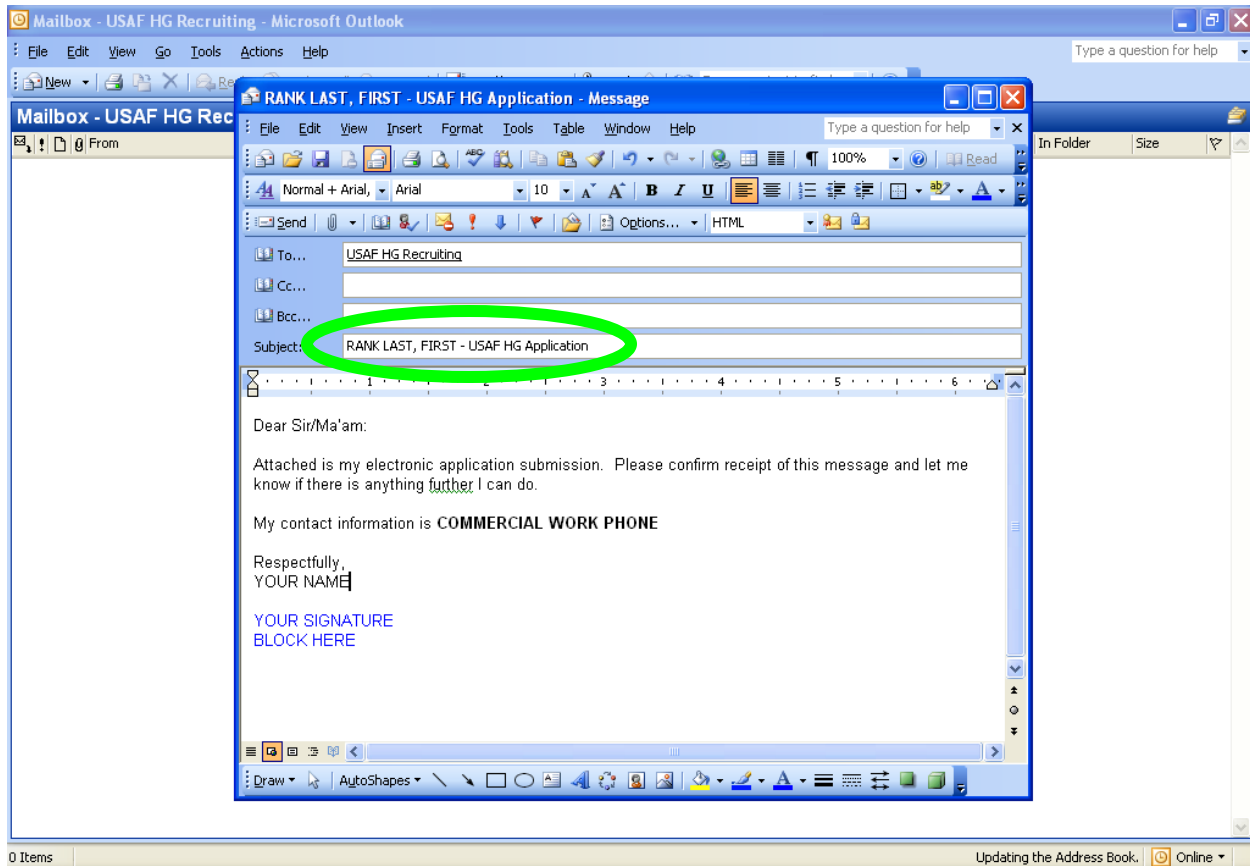 Mailbox - USAF HG Recruiting - Microsoft Outlook
File Edit View Go Tools Actions Help Type a question for help
New
Mailbox - USAF HG Rec
From In Folder Size
RANK LAST, FIRST - USAF HG Application - Message
File Edit View Insert Format Tools Table Window Help Type a question for help
100% Read
Normal + Arial, Arial 10 A A B I U
Send Options... HTML
To... USAF HG Recruiting
Cc...
Bcc...
Subject: RANK LAST, FIRST - USAF HG Application
1 2 3 4 5 6
Dear Sir/Ma'am:
Attached is my electronic application submission. Please confirm receipt of this message and let me
know if there is anything further I can do.
My contact information is COMMERCIAL WORK PHONE
Respectfully,
YOUR NAME
YOUR SIGNATURE
BLOCK HERE
Draw AutoShapes
0 Items Updating the Address Book. Online